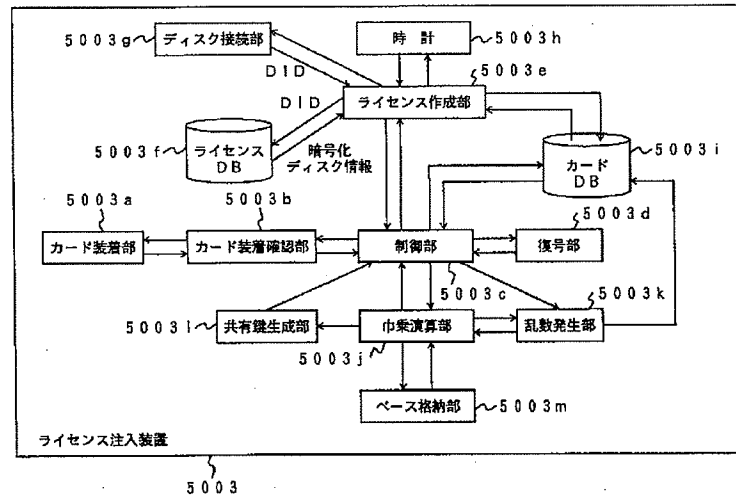 5003g
ディスク接続部
時計
5003h
DID
5003e
DID
ライセンス作成部
5003f
ライセンス
DB
暗号化
ディスク情報
カード
DB
5003i
5003a
5003b
5003d
カード装着部
カード装着確認部
制御部
復号部
5003c
5003k
5003l
共有鍵生成部
巾乗演算部
乱数発生部
5003j
ベース格納部
5003m
ライセンス注入装置
5003